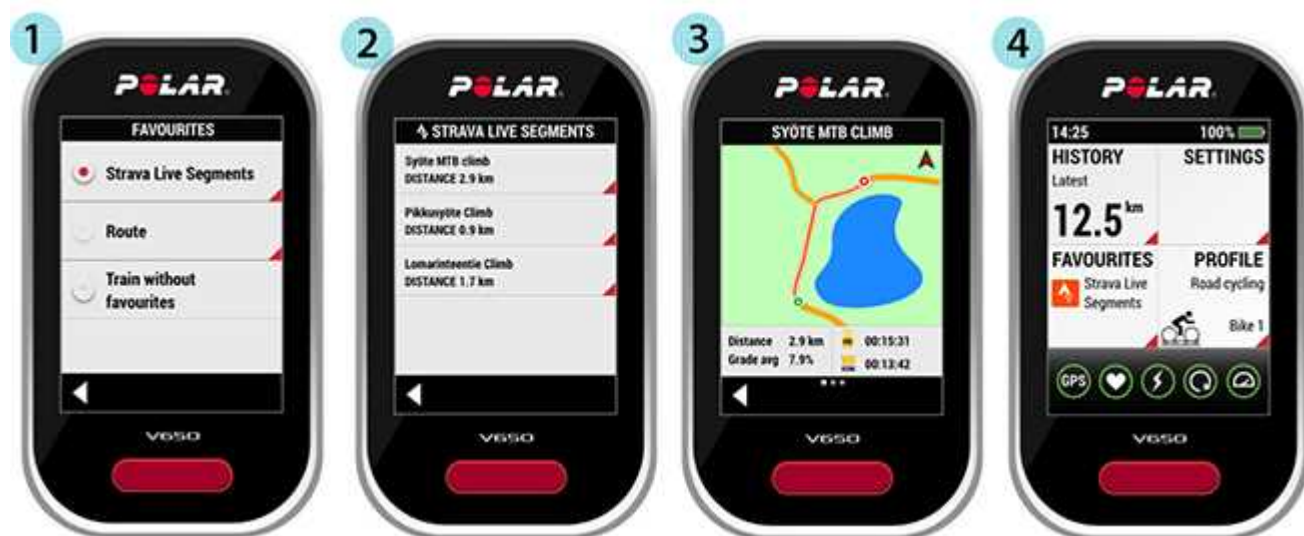 1
POLAR
FAVOURITES
Strava Live Segments
Route
Train without
favourites
V650
2
POLAR
STRAVA LIVE SEGMENTS
Syöte MTB climb
DISTANCE 2.9 km
Pikkusyöte Climb
DISTANCE 0.9 km
Lomarinteentie Climb
DISTANCE 1.7 km
V650
3
POLAR
SYÖTE MTB CLIMB
Distance 2.9 km 00:15:31
Grade avg 7.9% 00:13:42
V650
4
POLAR
14:25 100%
HISTORY SETTINGS
Latest
12.5 km
FAVOURITES PROFILE
Strava Live Road cycling
Segments
Bike 1
GPS
V650